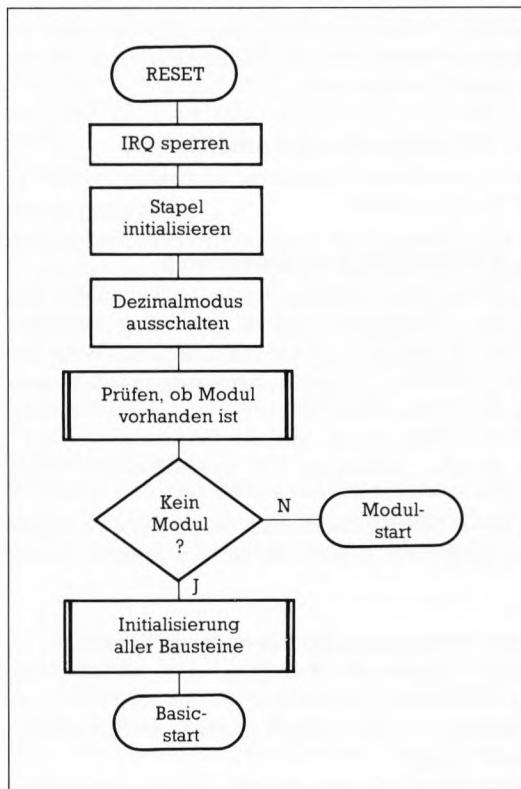 RESET
IRQ sperren
Stapel
initialisieren
Dezimalmodus
ausschalten
Prüfen, ob Modul
vorhanden ist
Kein
Modul
?
N
Modul-
start
J
Initialisierung
aller Bausteine
Basic-
start